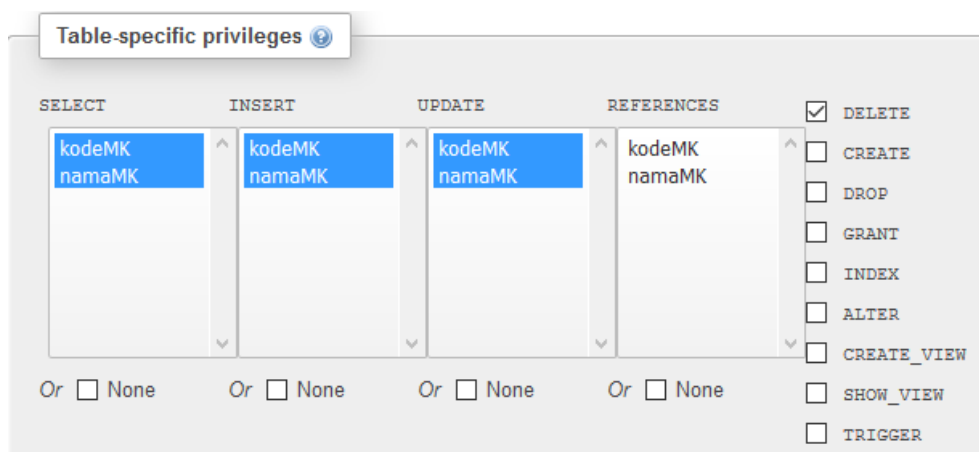 Table-specific privileges
SELECT
INSERT
UPDATE
REFERENCES
kodeMK
namaMK
kodeMK
namaMK
kodeMK
namaMK
kodeMK
namaMK
Or None
Or None
Or None
Or None
DELETE
CREATE
DROP
GRANT
INDEX
ALTER
CREATE_VIEW
SHOW_VIEW
TRIGGER